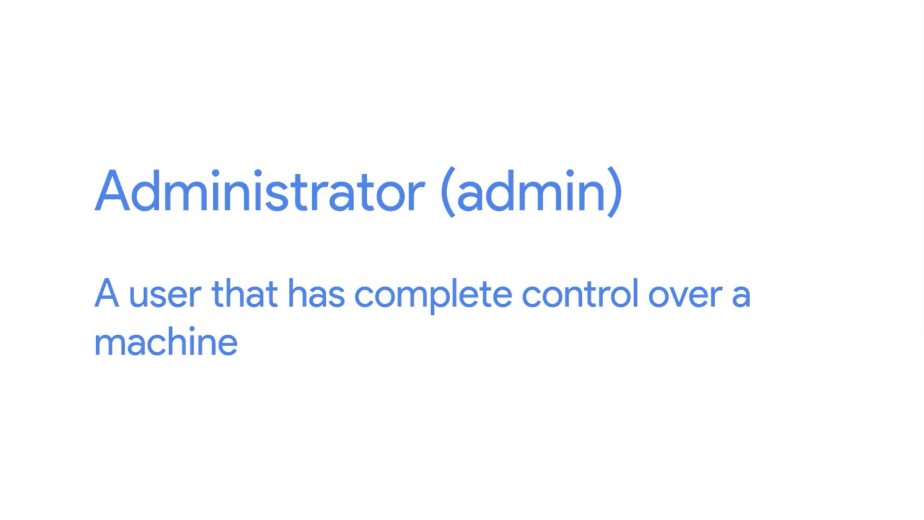 Administrator (admin)
A user that has complete control over a
machine